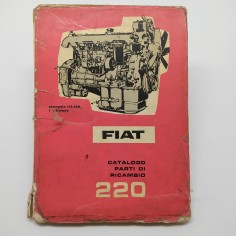 FIAT
CATALOGO
PARTI DI
RICAMBIO
220